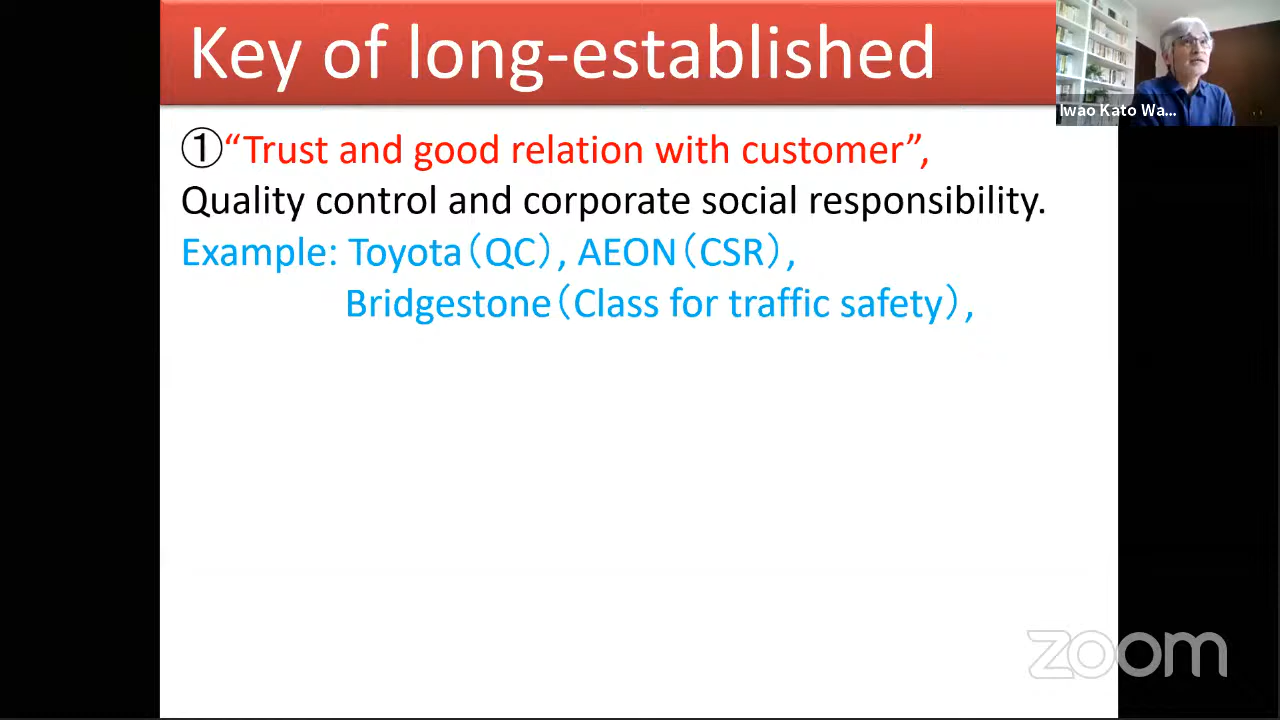 Key of long-established
Iwao Kato Wa...
①“Trust and good relation with customer”,
Quality control and corporate social responsibility.
Example: Toyota（QC）, AEON（CSR）,
Bridgestone（Class for traffic safety）,
zoom